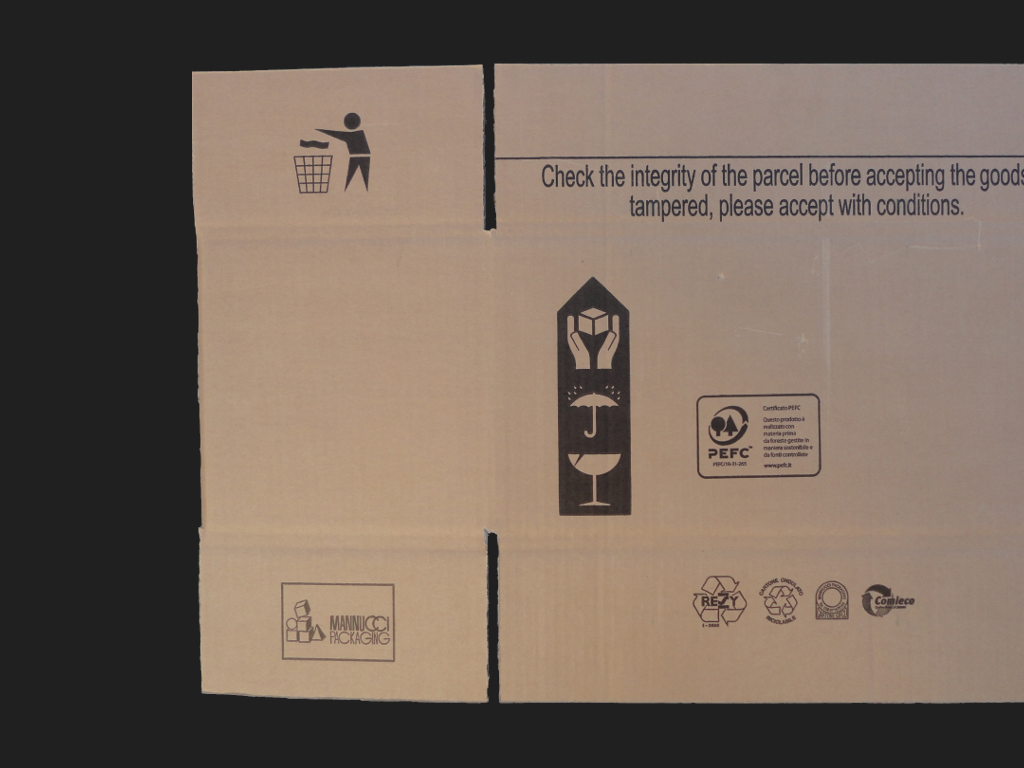 Check the integrity of the parcel before accepting the goods
tampered, please accept with conditions.
Certificato PEFC
Questo prodotto è
realizzato con
materia prima
da foreste gestite in
maniera sostenibile e
da fonti controllate
www.pefc.it
PEFC
PEFC/18-31-265
REZY
CARTONE ONDULATO
RICICLABILE
Comieco
MANNUCCI
PACKAGING